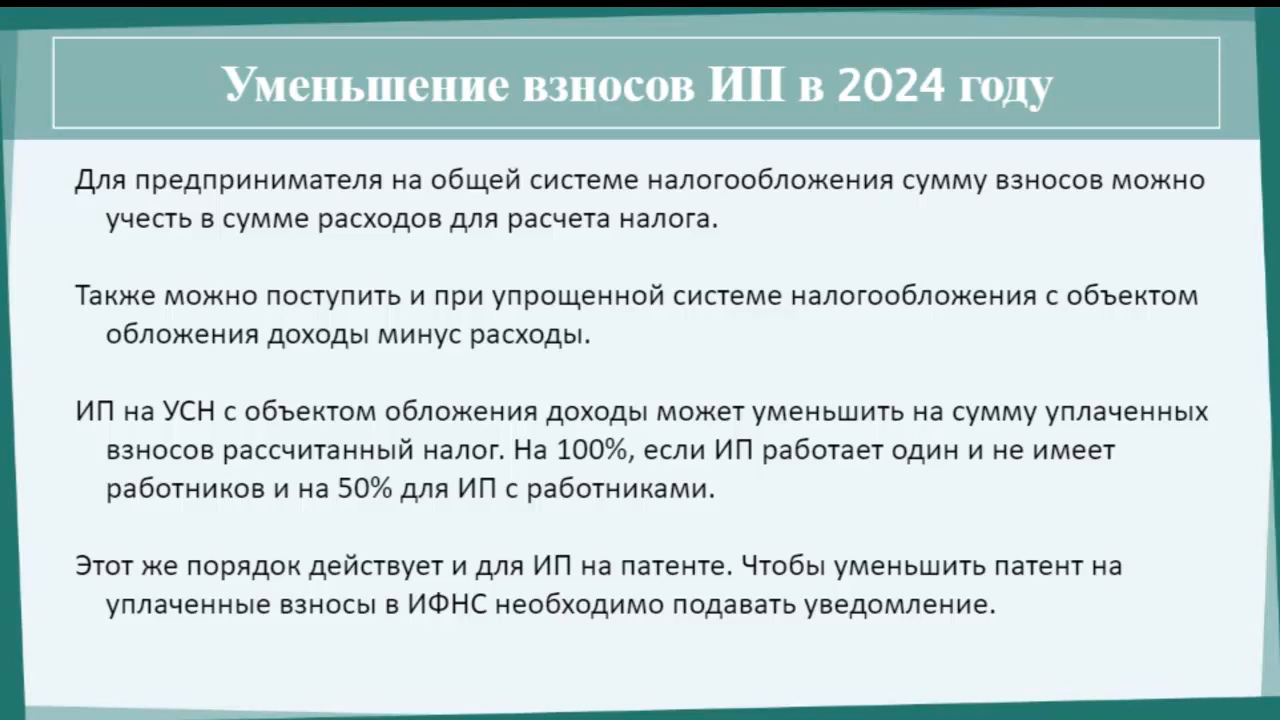 Уменьшение взносов ИП в 2024 году
Для предпринимателя на общей системе налогообложения сумму взносов можно
учесть в сумме расходов для расчета налога.
Также можно поступить и при упрощенной системе налогообложения с объектом
обложения доходы минус расходы.
ИП на УСН с объектом обложения доходы может уменьшить на сумму уплаченных
взносов рассчитанный налог. На 100%, если ИП работает один и не имеет
работников и на 50% для ИП с работниками.
Этот же порядок действует и для ИП на патенте. Чтобы уменьшить патент на
уплаченные взносы в ИФНС необходимо подавать уведомление.